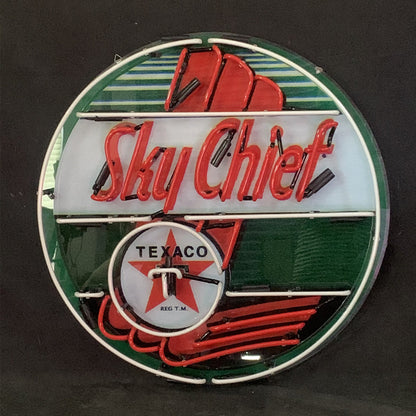 Sky Chief
TEXACO
T
REG T.M.